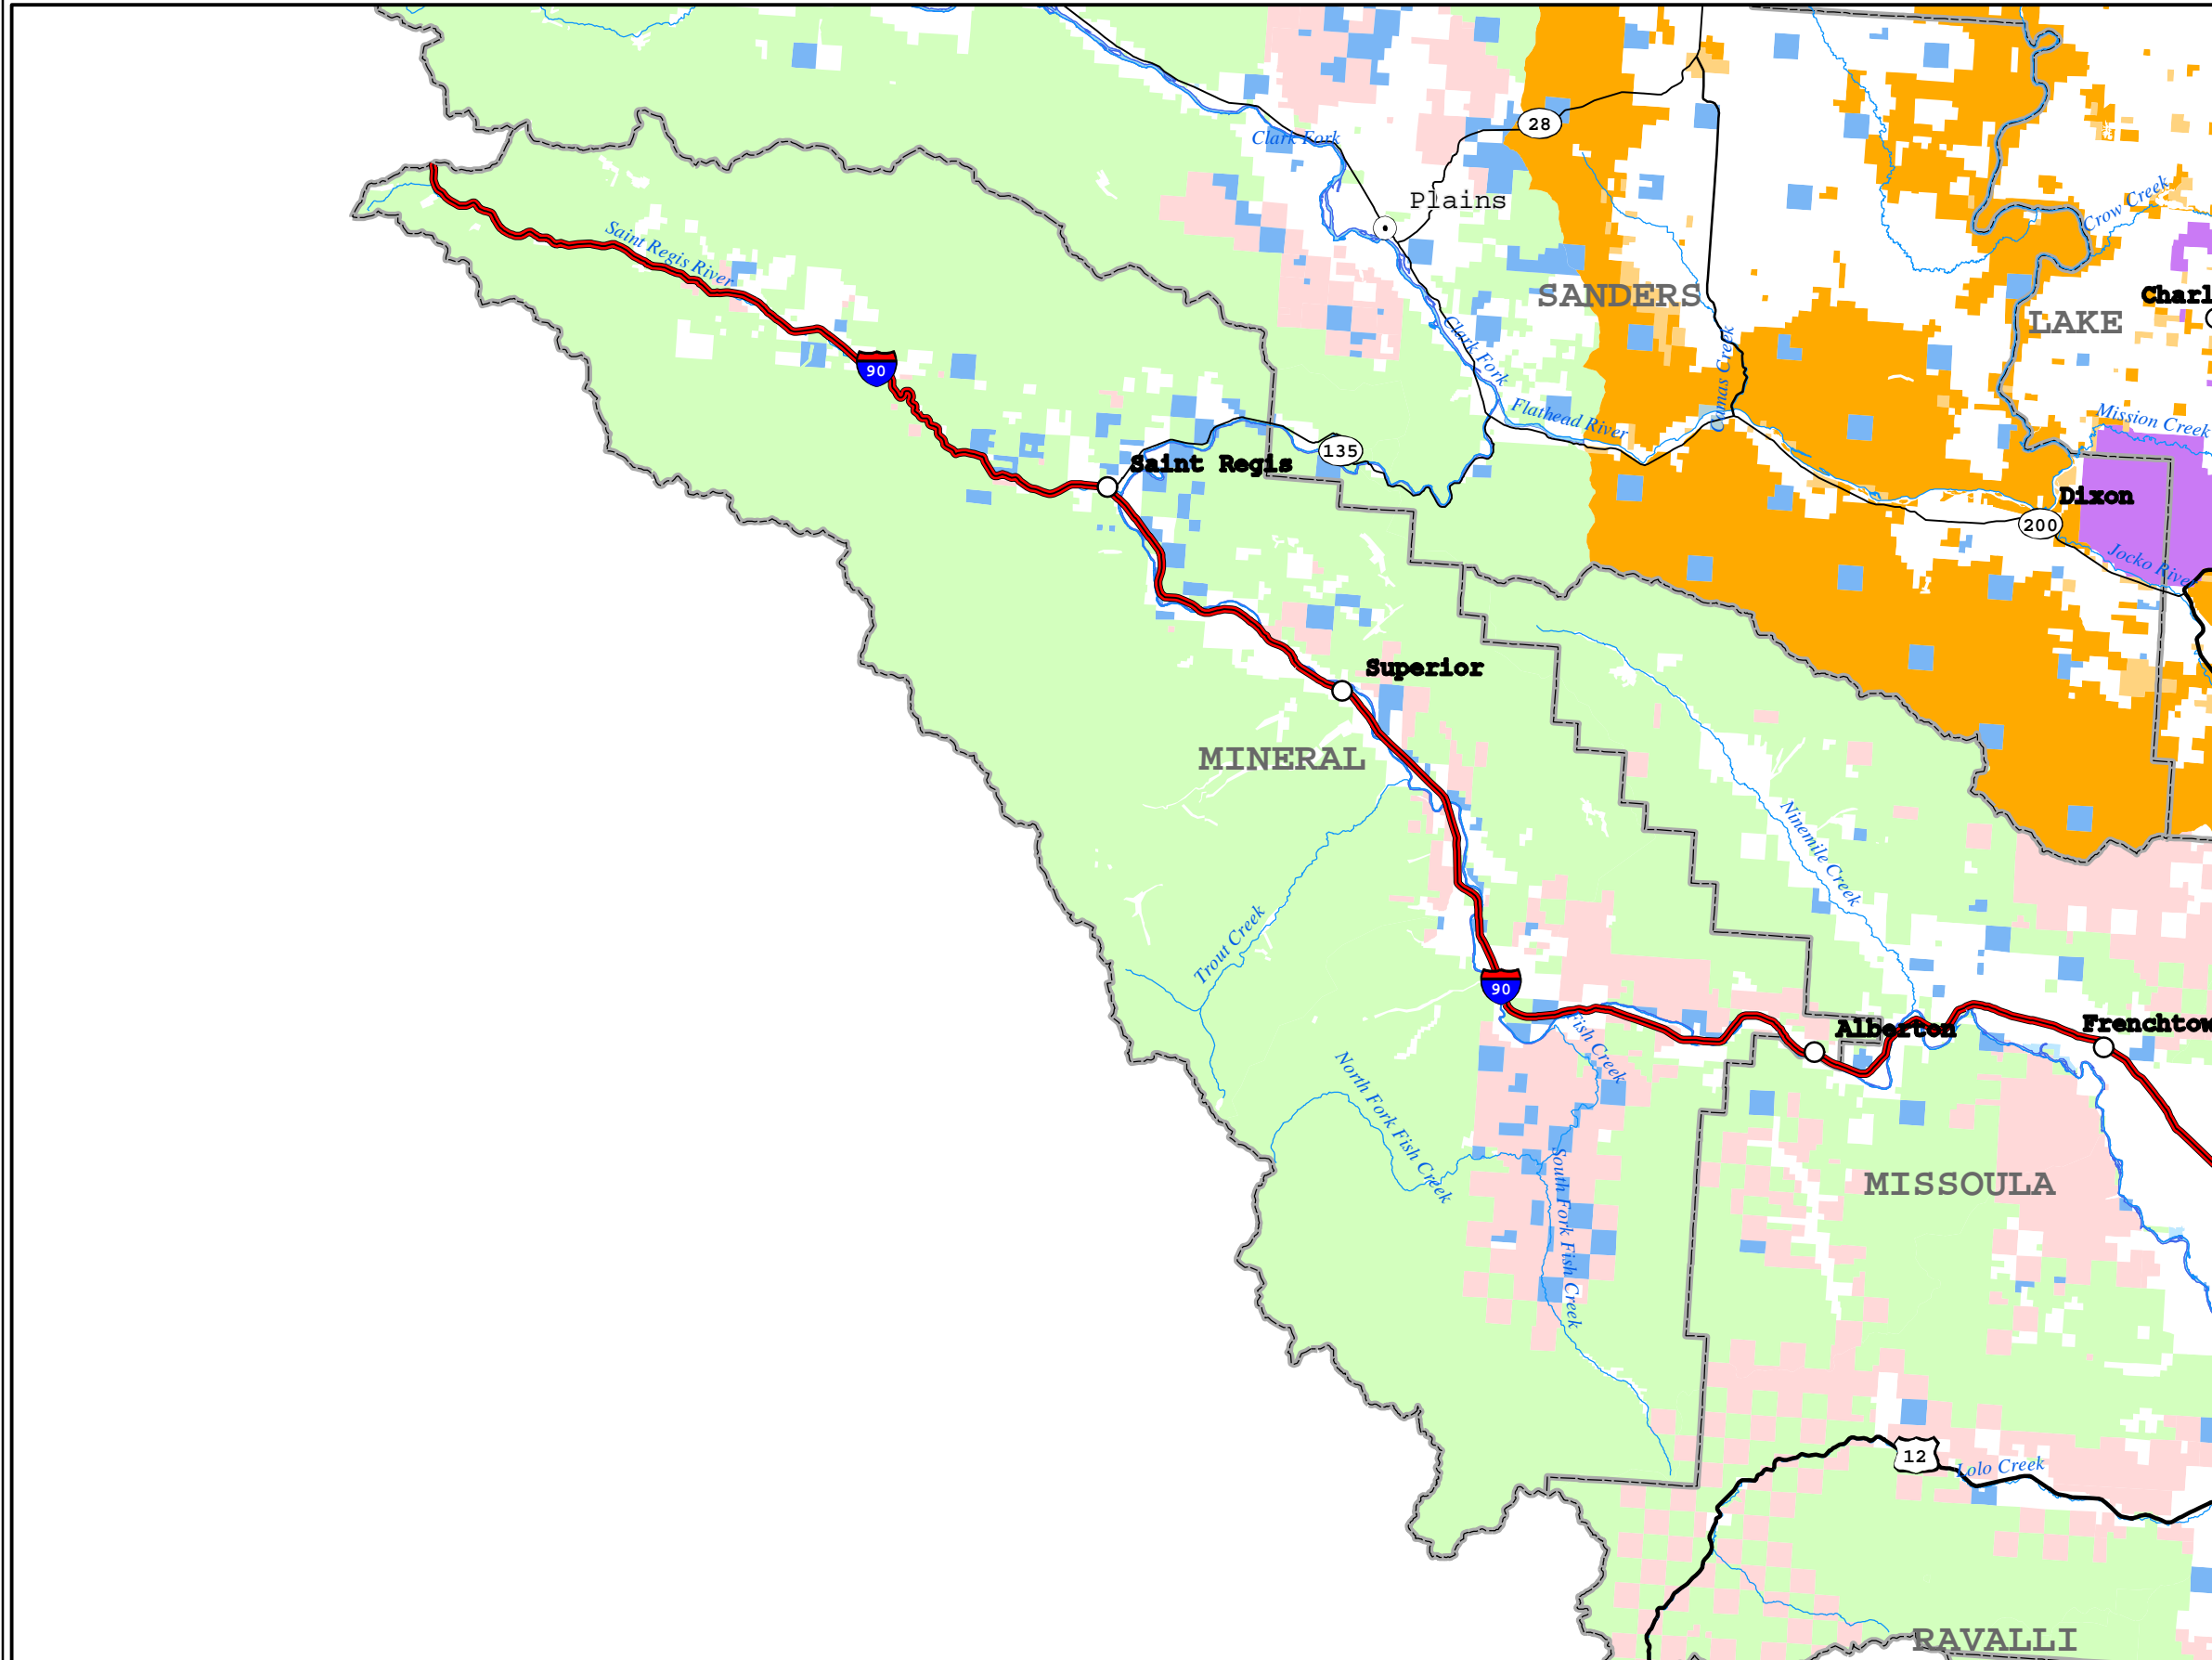 28
Clark Fork
Crow Creek
Plains
Saint Regis River
SANDERS
Charl
LAKE
Clark Fork
Camas Creek
90
Flathead River
Mission Creek
135
Saint Regis
Dixon
200
Jocko River
Superior
MINERAL
Ninemile Creek
Trout Creek
90
Fish Creek
Alberton
Frenchtow
North Fork Fish Creek
South Fork Fish Creek
MISSOULA
12
Lolo Creek
RAVALLI